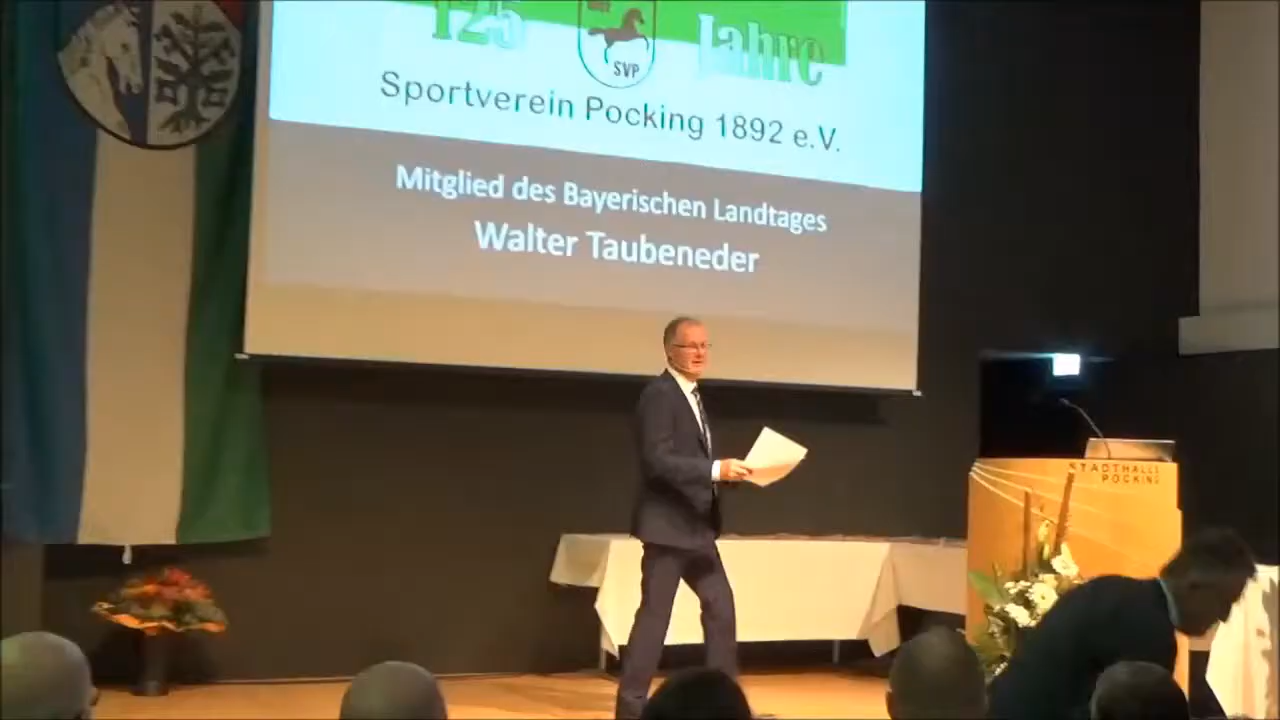 125 Jahre
SVP
Sportverein Pocking 1892 e.V.
Mitglied des Bayerischen Landtages
Walter Taubeneder
STADTHALLE
POCKING